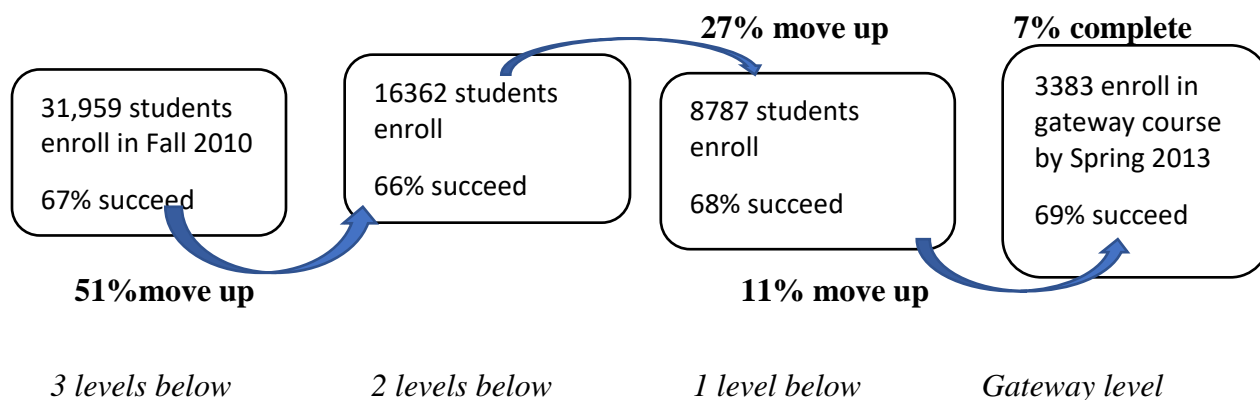 27% move up
7% complete
31,959 students
enroll in Fall 2010
67% succeed
16362 students
enroll
66% succeed
8787 students
enroll
68% succeed
3383 enroll in
gateway course
by Spring 2013
69% succeed
51%move up
11% move up
3 levels below
2 levels below
1 level below
Gateway level